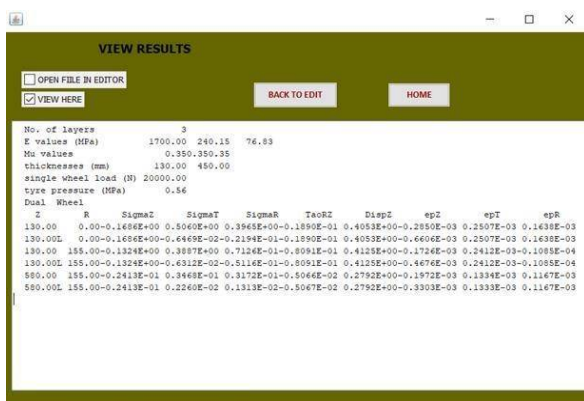 VIEW RESULTS
OPEN FIILE IN EDITOR
VIEW HERE
BACK TO EDIT
HOME
No. of layers 3
E values (MPa) 1700.00 240.15 76.83
Mu values 0.350.350.35
thicknesses (mm) 130.00 450.00
single wheel load (N) 20000.00
tyre pressure (MPa) 0.56
Dual Wheel
Z R SigmaZ SigmaT SigmaR TaoRZ DispZ epZ epT epR
130.00 0.00-0.1686E+00 0.5060E+00 0.3965E+00-0.1890E-01 0.4053E+00-0.2850E-03 0.2507E-03 0.1638E-03
130.00L 0.00-0.1686E+00-0.6469E-02-0.2194E-01-0.1890E-01 0.4053E+00-0.6606E-03 0.2507E-03 0.1638E-03
130.00 155.00-0.1324E+00 0.3887E+00 0.7126E-01-0.8091E-01 0.4125E+00-0.1726E-03 0.2412E-03-0.1085E-04
130.00L 155.00-0.1324E+00-0.6312E-02-0.5116E-01-0.8091E-01 0.4125E+00-0.4676E-03 0.2412E-03-0.1085E-04
580.00 155.00-0.2413E-01 0.3468E-01 0.3172E-01-0.5066E-02 0.2792E+00-0.1972E-03 0.1334E-03 0.1167E-03
580.00L 155.00-0.2413E-01 0.2260E-02 0.1313E-02-0.5067E-02 0.2792E+00-0.3303E-03 0.1333E-03 0.1167E-03